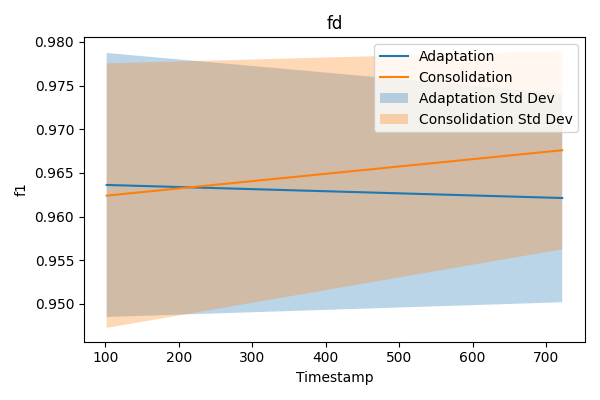 fd
0.980
0.975
0.970
0.965
0.960
0.955
0.950
f1
Adaptation
Consolidation
Adaptation Std Dev
Consolidation Std Dev
100 200 300 400 500 600 700
Timestamp